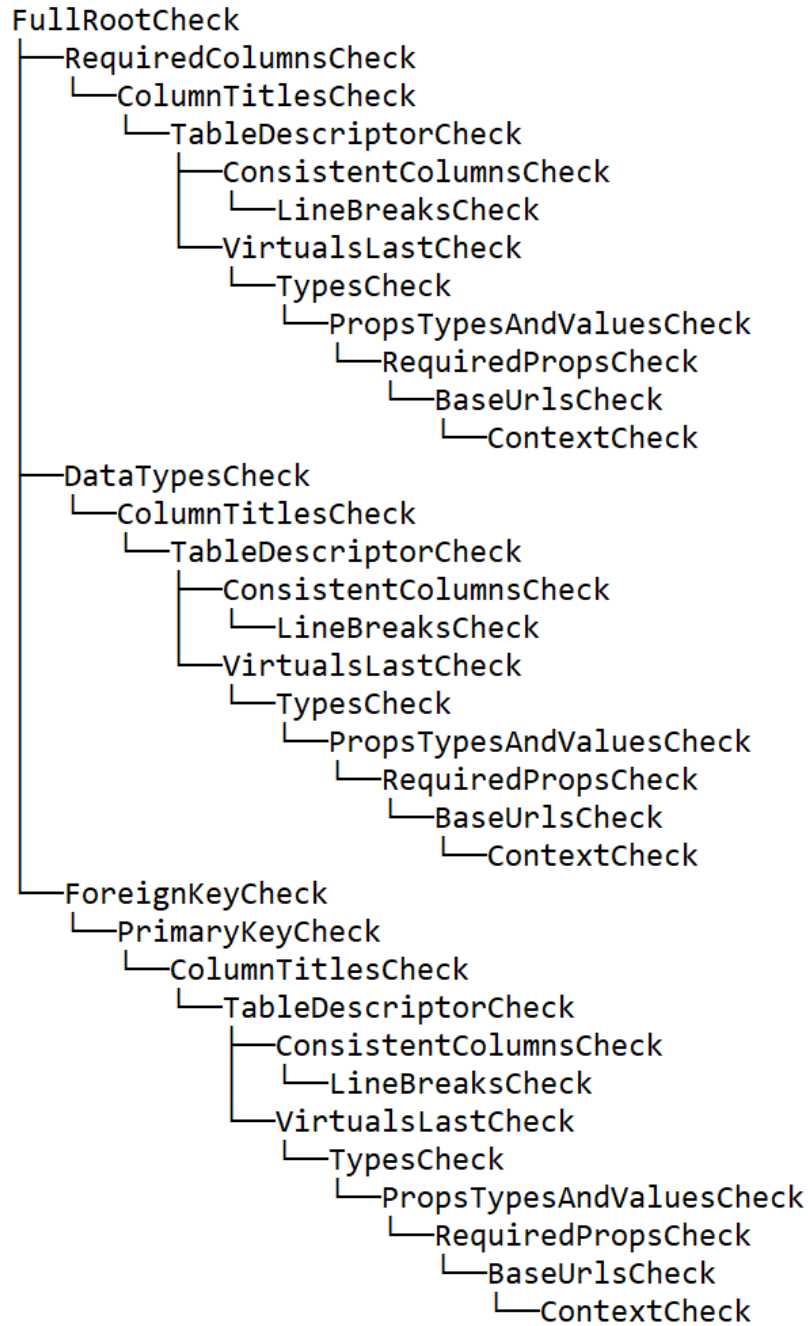 FullRootCheck
├──RequiredColumnsCheck
│  └──ColumnTitlesCheck
│     └──TableDescriptorCheck
│        ├──ConsistentColumnsCheck
│        │  └──LineBreaksCheck
│        └──VirtualsLastCheck
│           └──TypesCheck
│              └──PropsTypesAndValuesCheck
│                 └──RequiredPropsCheck
│                    └──BaseUrlsCheck
│                       └──ContextCheck
├──DataTypesCheck
│  └──ColumnTitlesCheck
│     └──TableDescriptorCheck
│        ├──ConsistentColumnsCheck
│        │  └──LineBreaksCheck
│        └──VirtualsLastCheck
│           └──TypesCheck
│              └──PropsTypesAndValuesCheck
│                 └──RequiredPropsCheck
│                    └──BaseUrlsCheck
│                       └──ContextCheck
└──ForeignKeyCheck
   └──PrimaryKeyCheck
      └──ColumnTitlesCheck
         └──TableDescriptorCheck
            ├──ConsistentColumnsCheck
            │  └──LineBreaksCheck
            └──VirtualsLastCheck
               └──TypesCheck
                  └──PropsTypesAndValuesCheck
                     └──RequiredPropsCheck
                        └──BaseUrlsCheck
                           └──ContextCheck